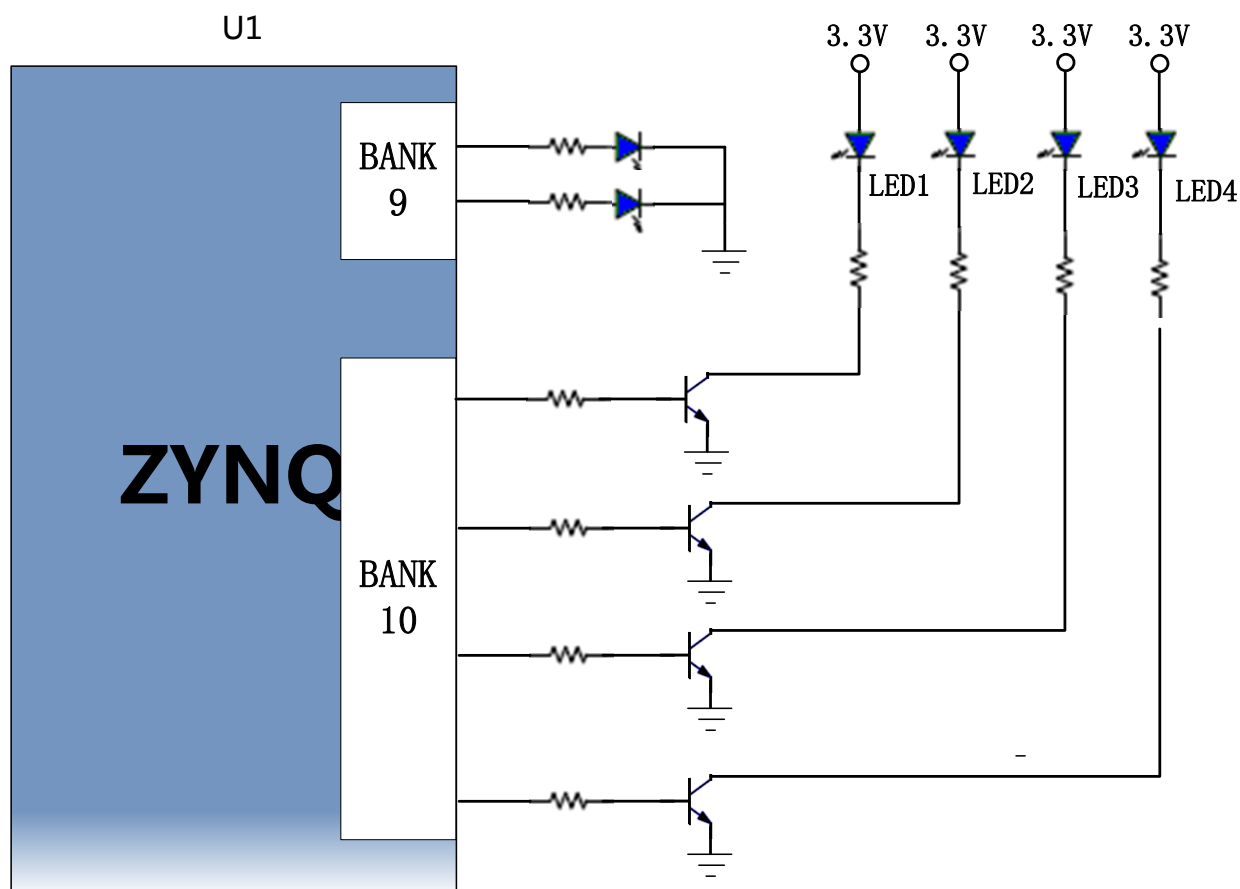 U1
3.3V 3.3V 3.3V 3.3V
BANK
9
LED1 LED2 LED3 LED4
ZYNQ
BANK
10